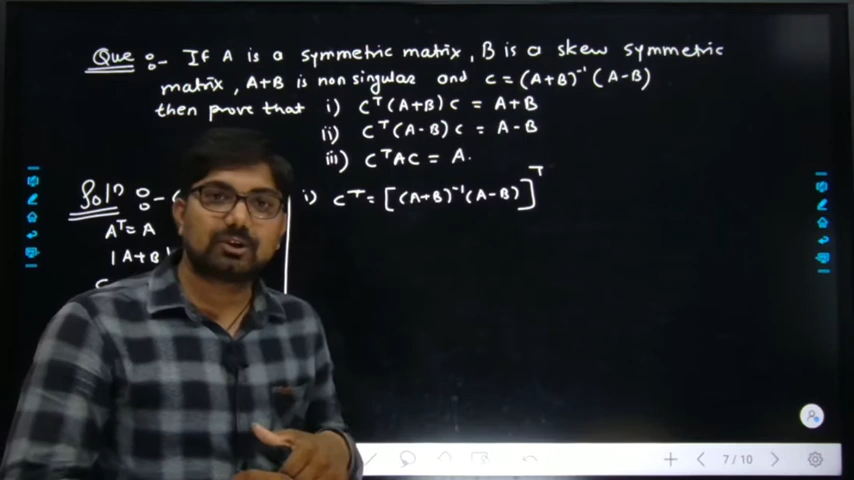 Que :- If A is a symmetric matrix, B is a skew symmetric
matrix, A+B is non singular and C = (A+B)⁻¹ (A-B)
then prove that i) Cᵀ(A+B)C = A+B
ii) Cᵀ(A-B)C = A-B
iii) CᵀAC = A.
Solⁿ :-
Aᵀ = A
|A+B|
i) Cᵀ = [(A+B)⁻¹(A-B)]ᵀ
7 / 10